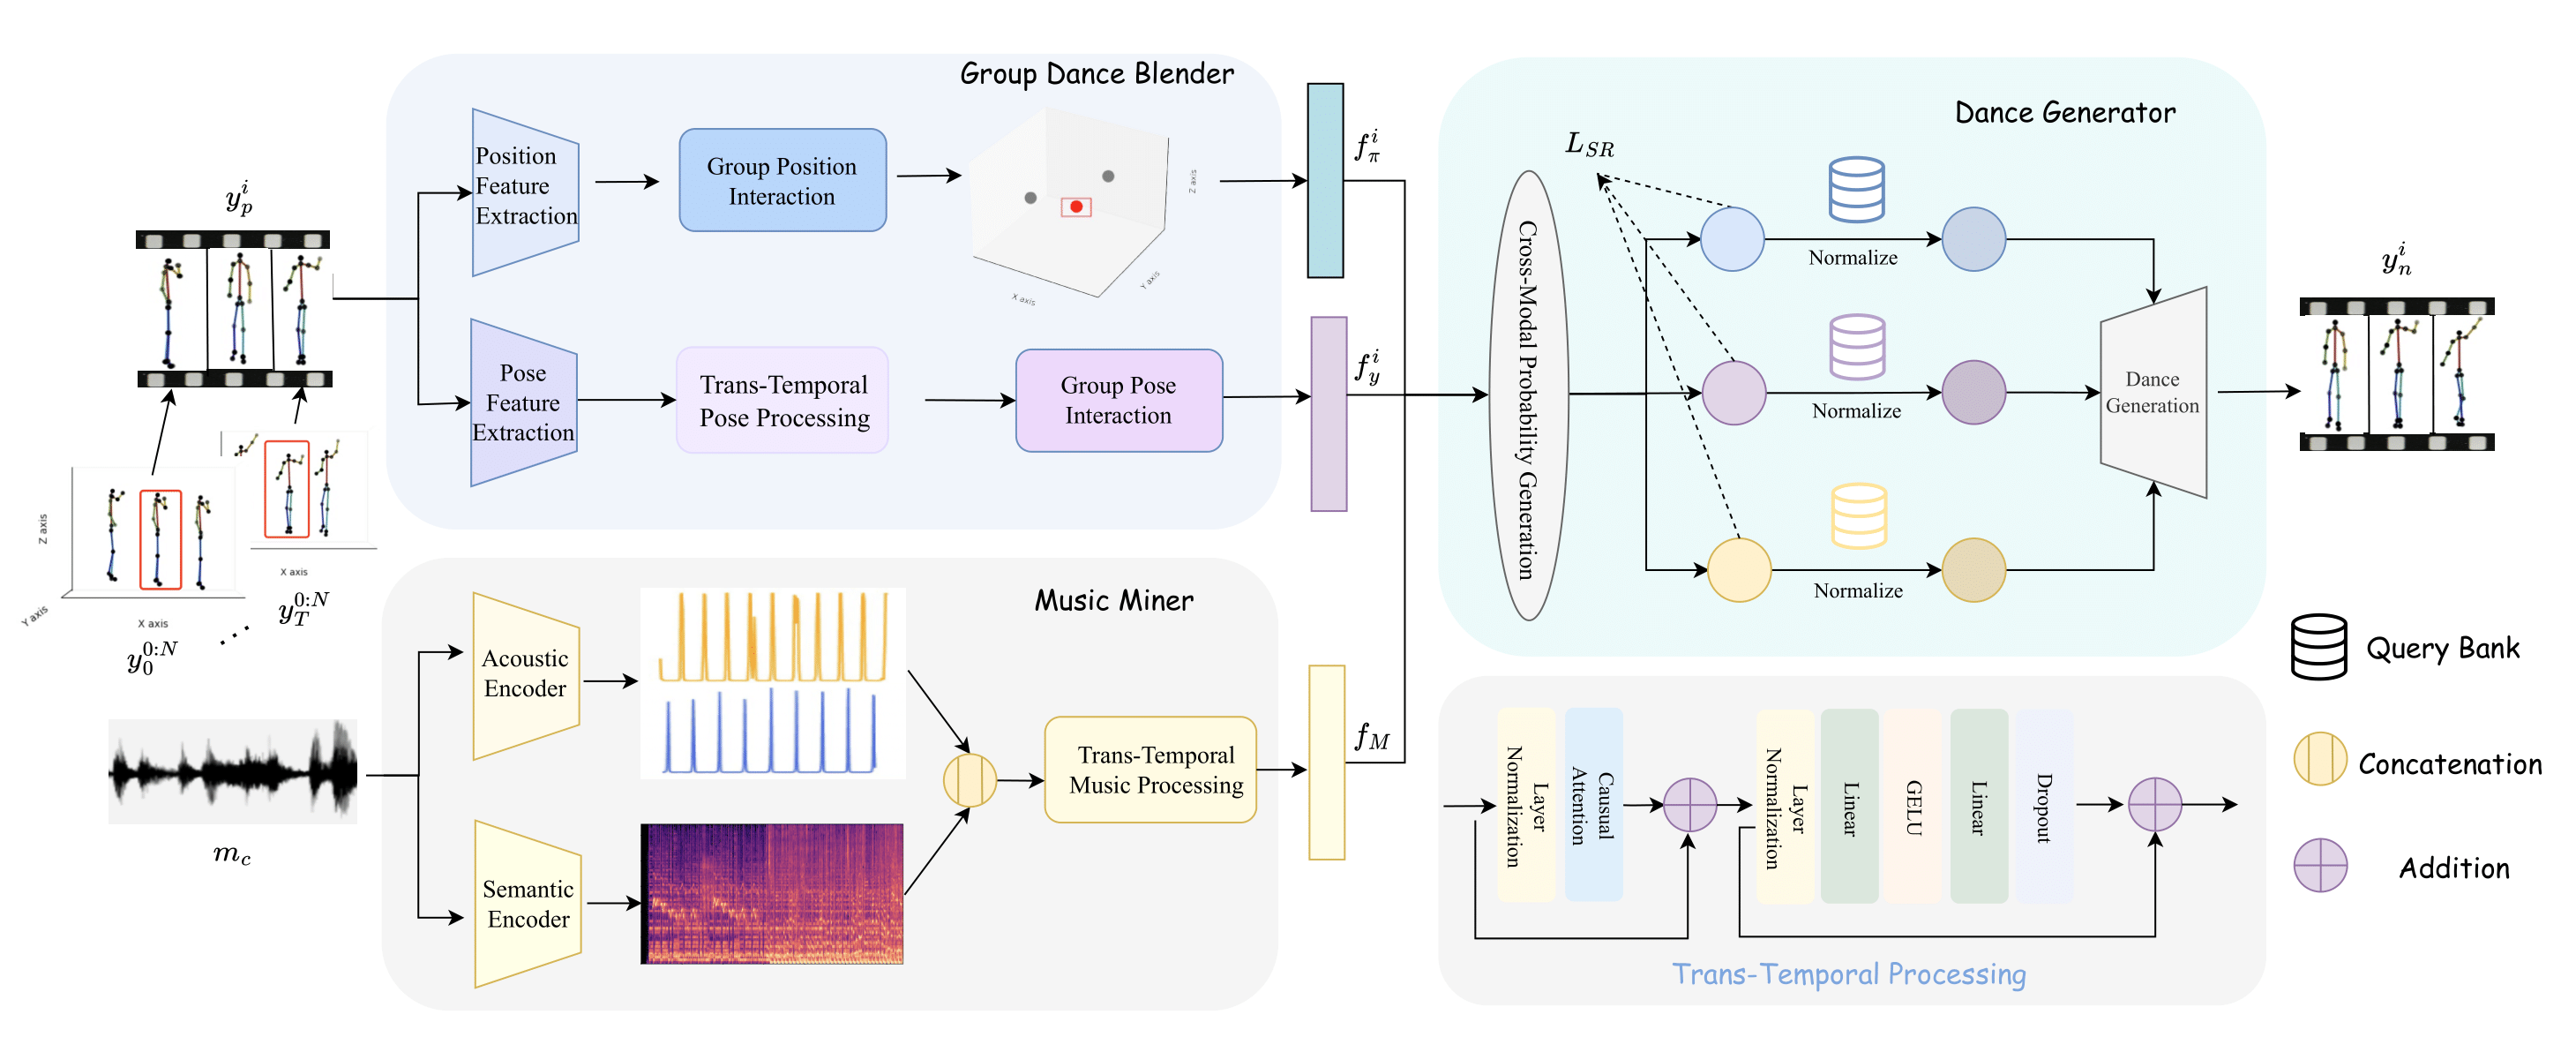 Group Dance Blender
Position
Feature
Extraction
Group Position
Interaction
Z axis
Y axis
X axis
Pose
Feature
Extraction
Trans-Temporal
Pose Processing
Group Pose
Interaction
$y_p^i$
Z axis
Y axis
X axis
X axis
$y_0^{0:N}$
...
$y_T^{0:N}$
$m_c$
Music Miner
Acoustic
Encoder
Semantic
Encoder
Trans-Temporal
Music Processing
$f_\pi^i$
$f_y^i$
$f_M$
Dance Generator
$L_{SR}$
Cross-Modal Probability Generation
Normalize
Normalize
Normalize
Dance
Generation
$y_n^i$
Layer
Normalization
Causual
Attention
Layer
Normalization
Linear
GELU
Linear
Dropout
Trans-Temporal Processing
Query Bank
Concatenation
Addition